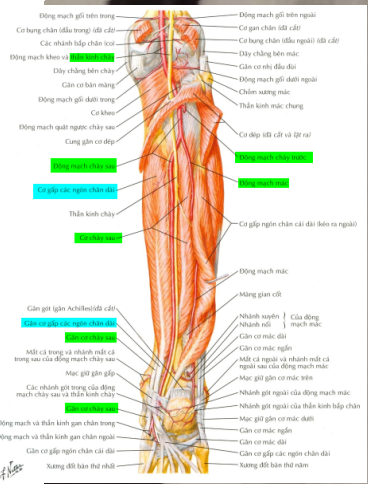 Động mạch gối trên trong
Cơ bụng chân (đầu trong) (đã cắt)
Các nhánh bắp chân (cơ)
Động mạch kheo và thần kinh chày
Dây chằng bên chày
Gân cơ bán màng
Động mạch gối dưới trong
Cơ kheo
Động mạch quặt ngược chày sau
Cung gân cơ dép
Động mạch chày sau
Cơ gấp các ngón chân dài
Thần kinh chày
Cơ chày sau
Gân gót (gân Achilles)(đã cắt)
Gân cơ gấp các ngón chân dài
Gân cơ chày sau
Mắt cá trong và nhánh mắt cá
trong sau của động mạch chày sau
Mạc giữ gân gấp
Các nhánh gót trong của động
mạch chày sau và thần kinh chày
Gân cơ chày sau
Động mạch và thần kinh gan chân trong
Động mạch và thần kinh gan chân ngoài
Gân cơ gấp ngón chân cái dài
Xương đốt bàn thứ nhất
Động mạch gối trên ngoài
Cơ gan chân (đã cắt)
Cơ bụng chân (đầu ngoài) (đã cắt)
Dây chằng bên mác
Gân cơ nhị đầu đùi
Động mạch gối dưới ngoài
Chỏm xương mác
Thần kinh mác chung
Cơ dép (đã cắt và lật ra)
Động mạch chày trước
Động mạch mác
Cơ gấp ngón chân cái dài (kéo ra ngoài)
Động mạch mác
Màng gian cốt
Nhánh xuyên
Nhánh nối
Của động
mạch mác
Gân cơ mác dài
Gân cơ mác ngắn
Mắt cá ngoài và nhánh mắt cá
ngoài sau của động mạch mác
Mạc giữ gân cơ mác trên
Nhánh gót ngoài của động mạch mác
Nhánh gót ngoài của thần kinh bắp chân
Mạc giữ gân cơ mác dưới
Gân cơ mác ngắn
Gân cơ mác dài
Gân cơ gấp các ngón chân dài
Xương đốt bàn thứ năm